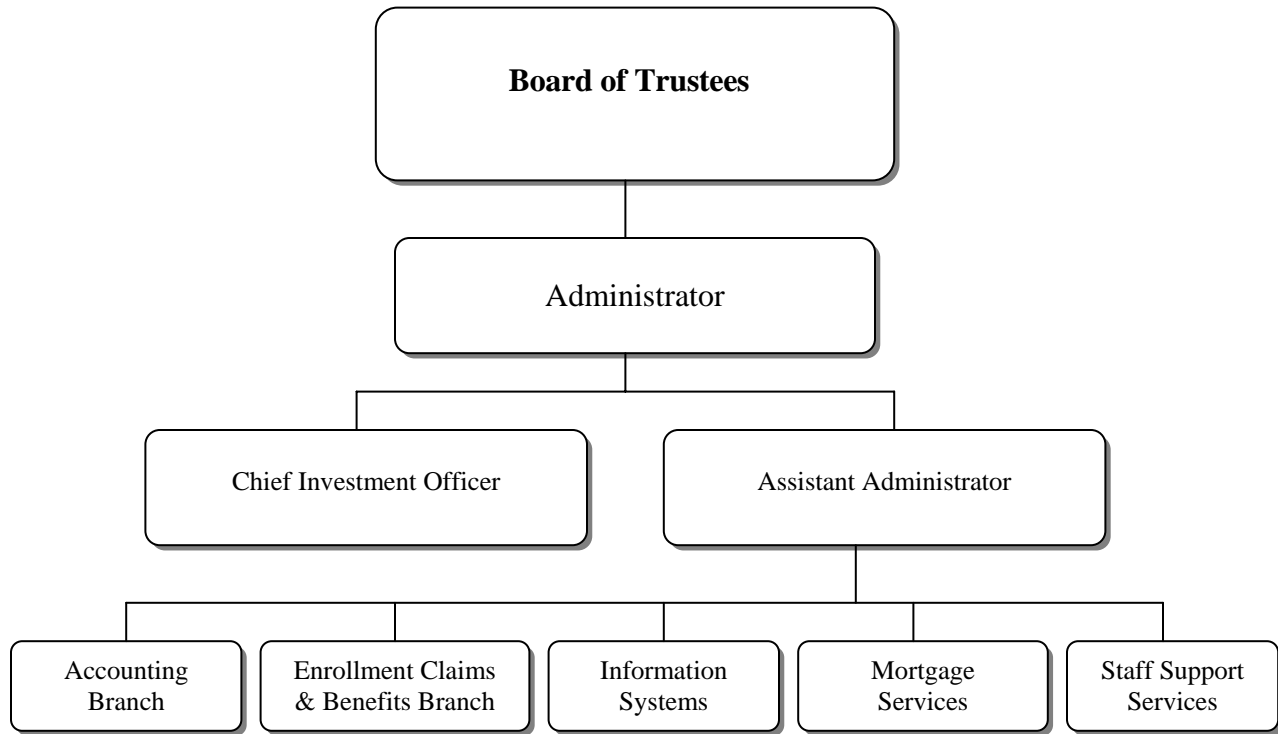 Board of Trustees
Administrator
Chief Investment Officer
Assistant Administrator
Accounting
Branch
Enrollment Claims
& Benefits Branch
Information
Systems
Mortgage
Services
Staff Support
Services